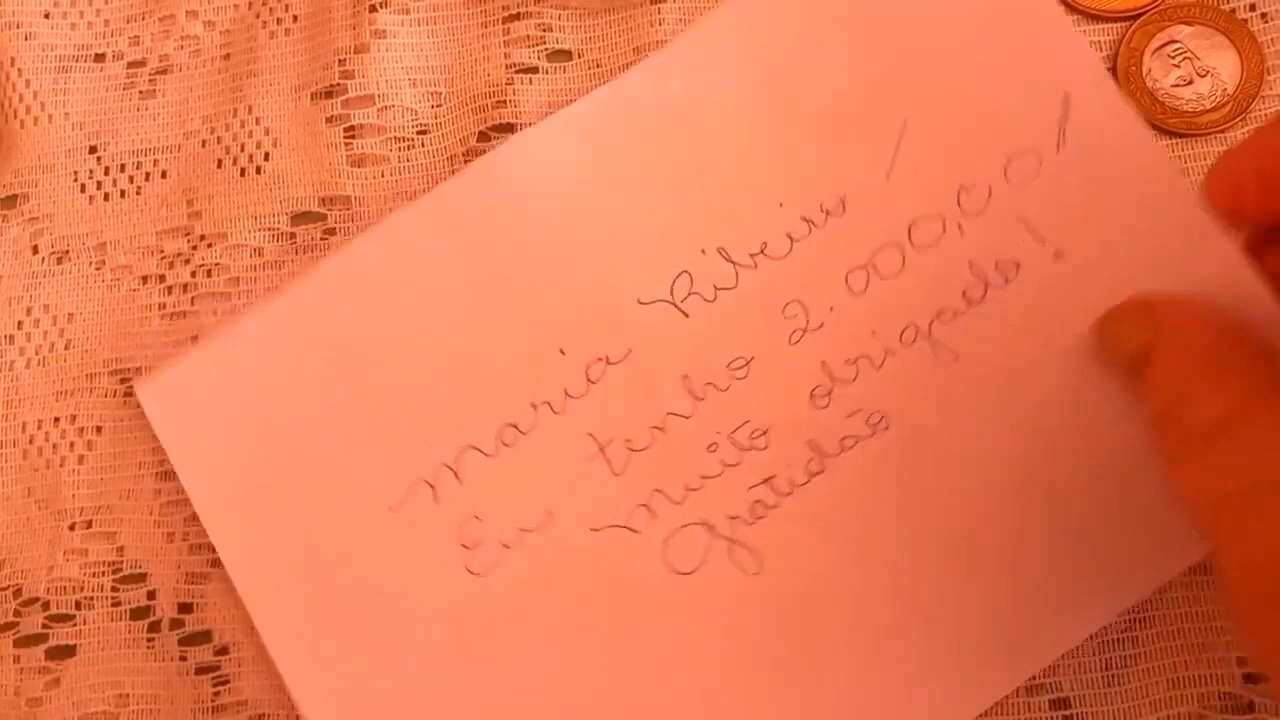 Maria Ribeiro /
Eu tenho 2.000,00/
muito obrigado!
Gratidão